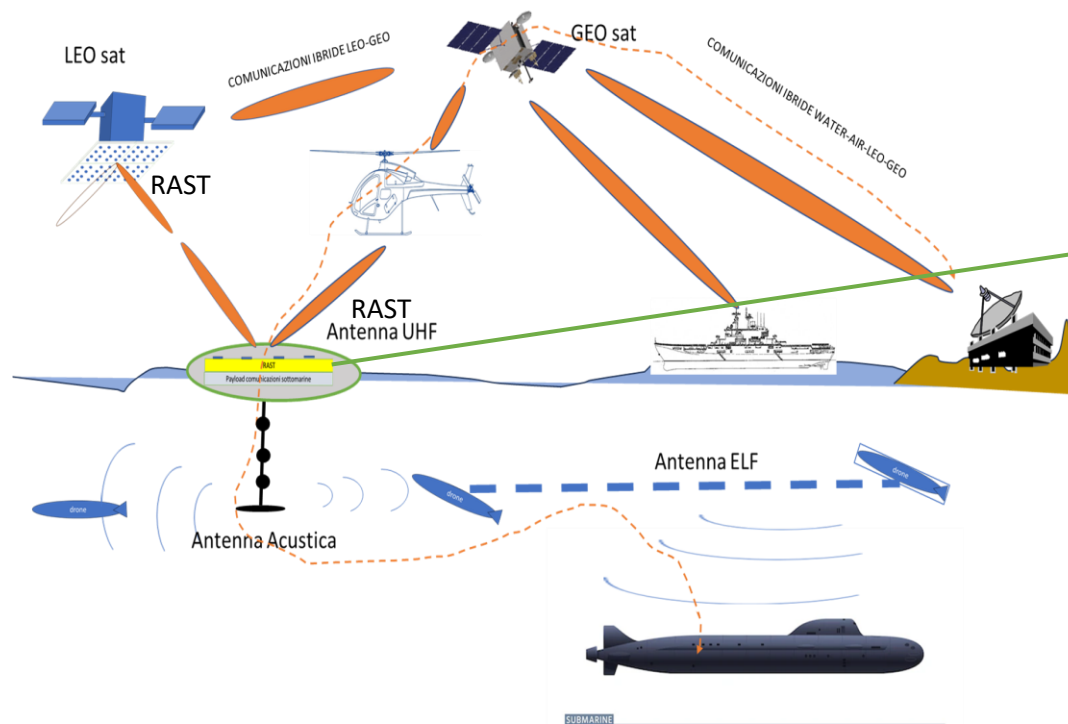 GEO sat
LEO sat
COMUNICAZIONI IBRIDE LEO-GEO
COMUNICAZIONI IBRIDE WATER-AIR-LEO-GEO
RAST
RAST
Antenna UHF
/RAST
Payload comunicazioni sottomarine
Antenna ELF
drone
drone
drone
Antenna Acustica
SUBMARINE